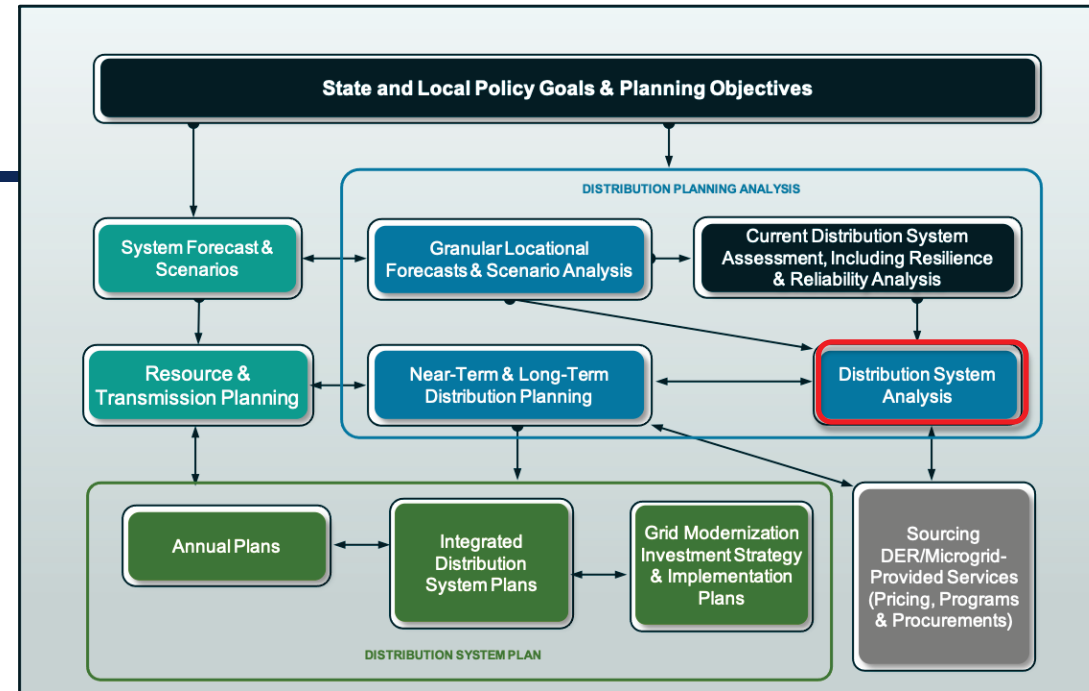 State and Local Policy Goals & Planning Objectives
DISTRIBUTION PLANNING ANALYSIS
System Forecast &
Scenarios
Granular Locational
Forecasts & Scenario Analysis
Current Distribution System
Assessment, Including Resilience
& Reliability Analysis
Resource &
Transmission Planning
Near-Term & Long-Term
Distribution Planning
Distribution System
Analysis
Annual Plans
Integrated
Distribution
System Plans
Grid Modernization
Investment Strategy
& Implementation
Plans
Sourcing
DER/Microgrid-
Provided Services
(Pricing, Programs
& Procurements)
DISTRIBUTION SYSTEM PLAN